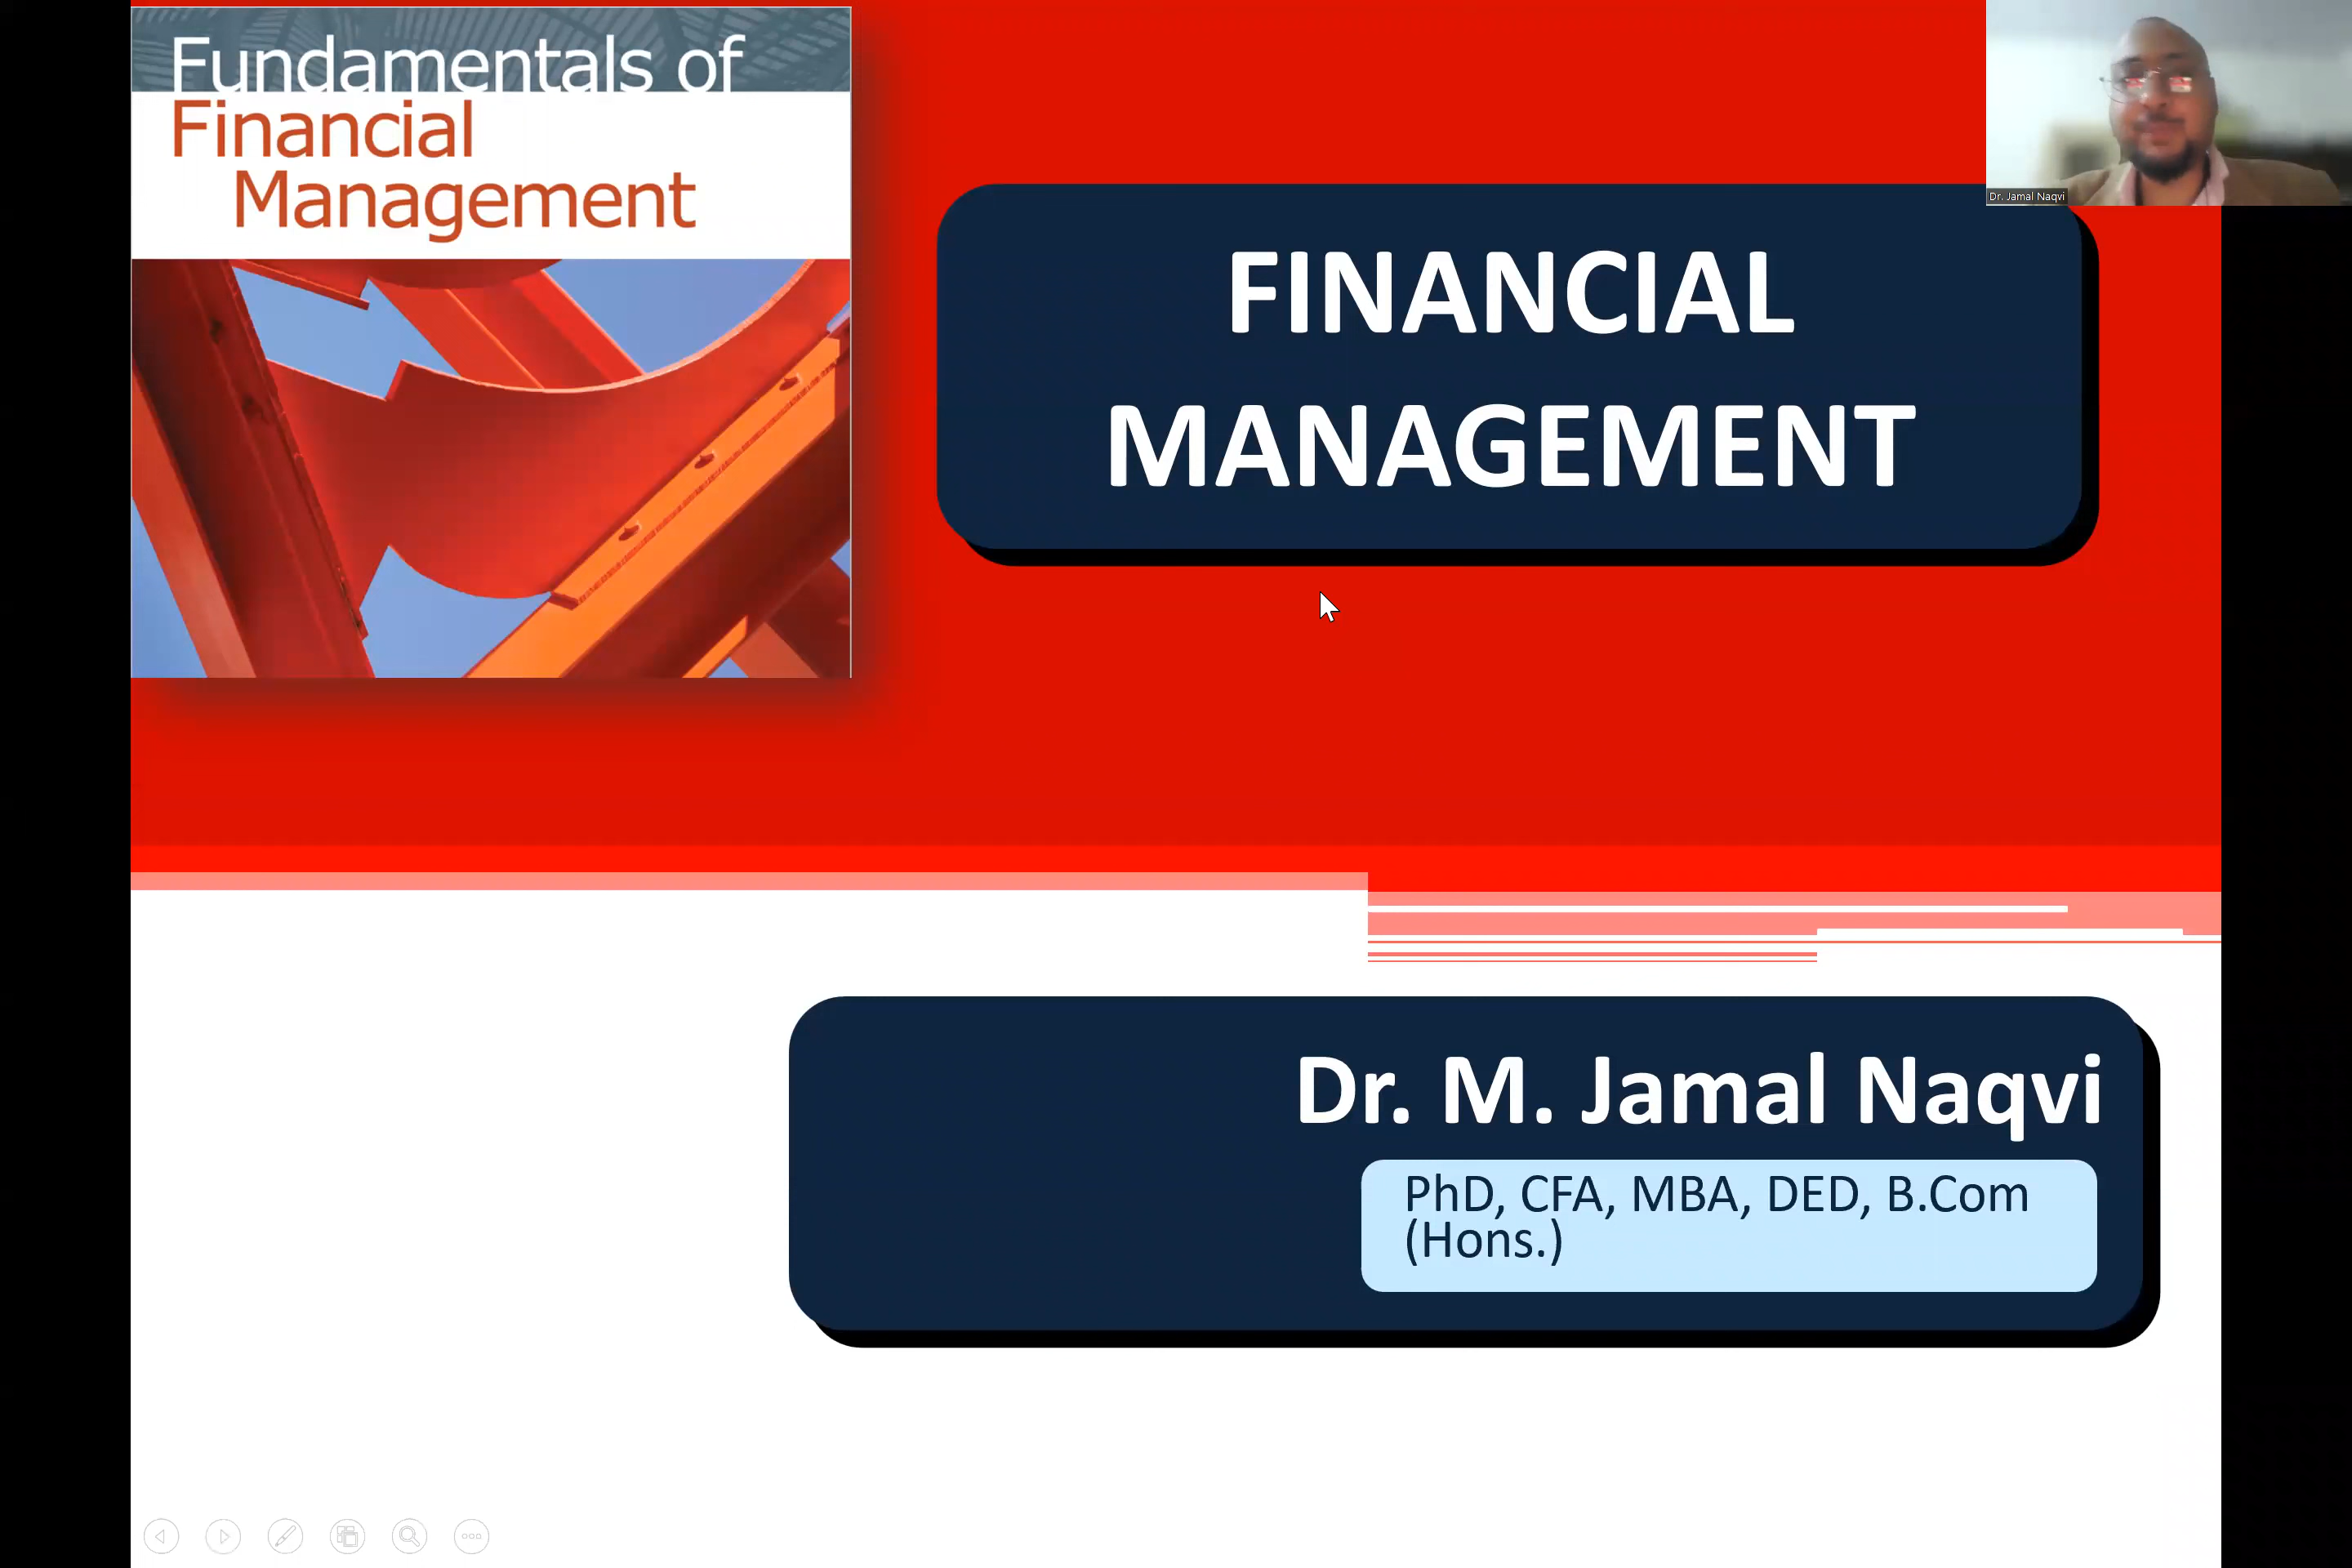 Fundamentals of
Financial
Management
Dr. Jamal Naqvi
FINANCIAL
MANAGEMENT
Dr. M. Jamal Naqvi
PhD, CFA, MBA, DED, B.Com
(Hons.)